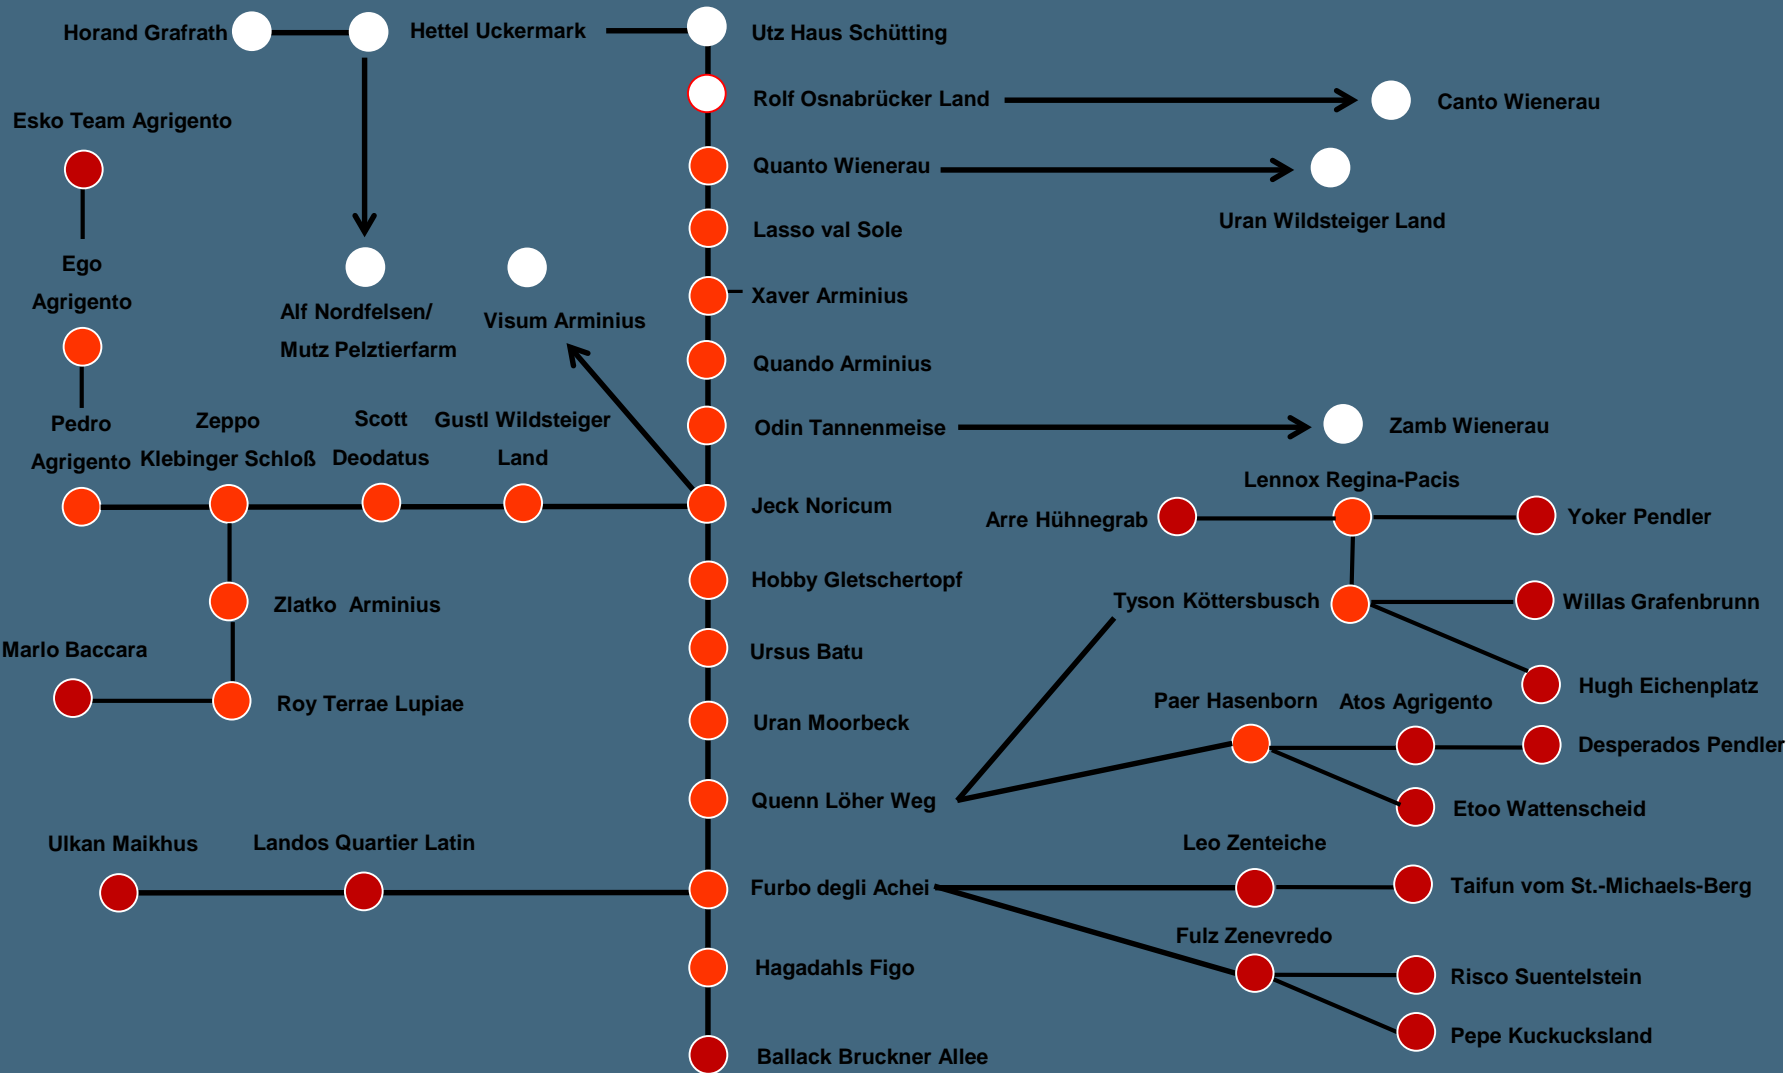 Horand Grafrath
Hettel Uckermark
Utz Haus Schütting
Rolf Osnabrücker Land
Canto Wienerau
Esko Team Agrigento
Quanto Wienerau
Uran Wildsteiger Land
Lasso val Sole
Ego
Agrigento
Xaver Arminius
Alf Nordfelsen/
Mutz Pelztierfarm
Visum Arminius
Quando Arminius
Pedro
Agrigento
Zeppo
Klebinger Schloß
Scott
Deodatus
Gustl Wildsteiger
Land
Odin Tannenmeise
Zamb Wienerau
Lennox Regina-Pacis
Jeck Noricum
Arre Hühnegrab
Yoker Pendler
Hobby Gletschertopf
Tyson Köttersbusch
Willas Grafenbrunn
Zlatko Arminius
Marlo Baccara
Ursus Batu
Hugh Eichenplatz
Roy Terrae Lupiae
Paer Hasenborn
Atos Agrigento
Uran Moorbeck
Desperados Pendler
Quenn Löher Weg
Etoo Wattenscheid
Ulkan Maikhus
Landos Quartier Latin
Leo Zenteiche
Furbo degli Achei
Taifun vom St.-Michaels-Berg
Fulz Zenevredo
Hagadahls Figo
Risco Suentelstein
Pepe Kuckucksland
Ballack Bruckner Allee